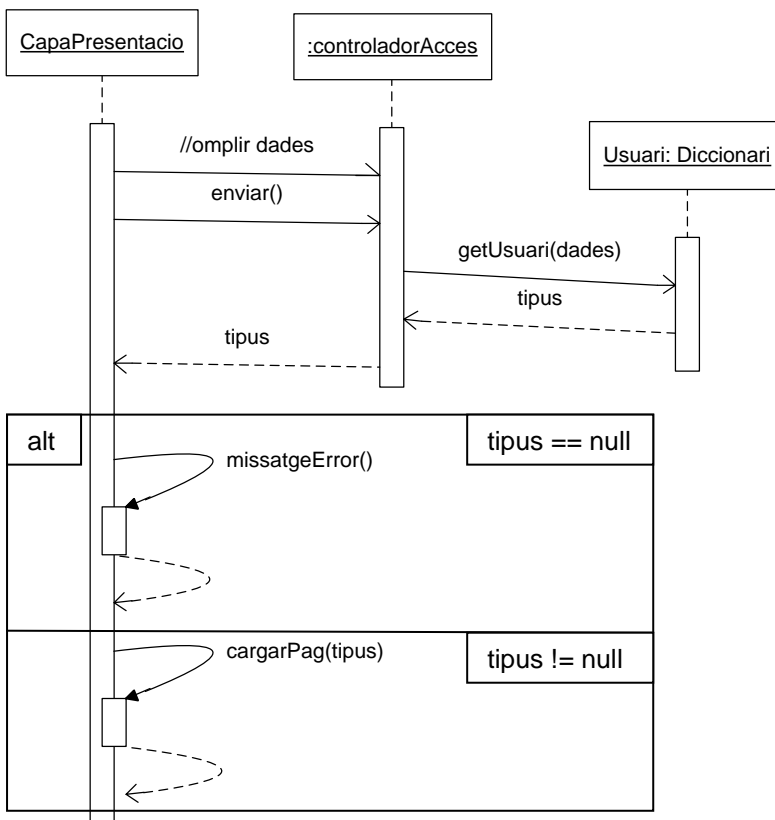 CapaPresentacio
:controladorAcces
Usuari: Diccionari
//omplir dades
enviar()
getUsuari(dades)
tipus
tipus
alt
tipus == null
missatgeError()
cargarPag(tipus)
tipus != null